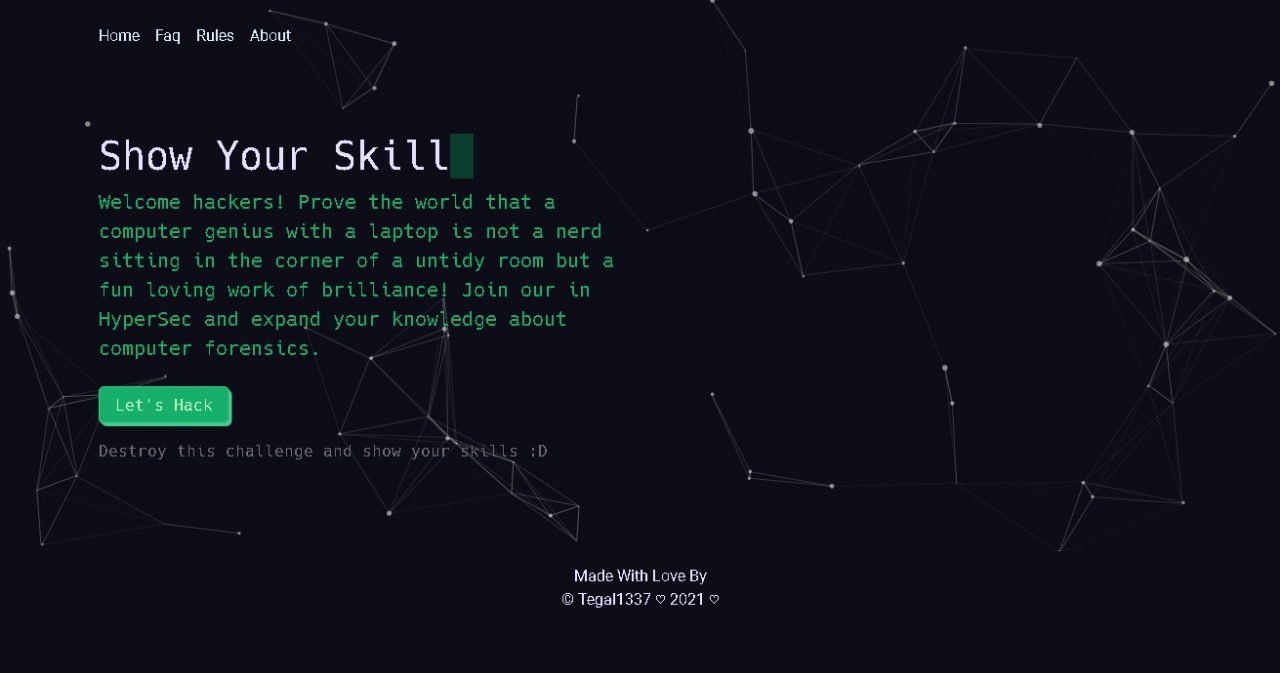 Home Faq Rules About
Show Your Skill
Welcome hackers! Prove the world that a
computer genius with a laptop is not a nerd
sitting in the corner of a untidy room but a
fun loving work of brilliance! Join our in
HyperSec and expand your knowledge about
computer forensics.
Let's Hack
Destroy this challenge and show your skills :D
Made With Love By
© Tegal1337 ♡ 2021 ♡